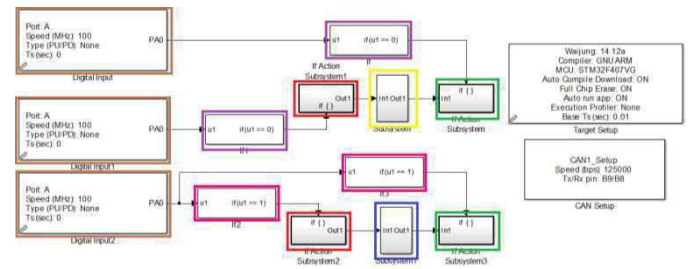 Port: A
Speed (MHz): 100
Type (PU/PD): None
Ts(sec): 0
PA0
Digital Input
u1 if(u1 == 0)
If
If Action
Subsystem1
if { }
Out1
In1 Out1
Subsystem
if { }
In1
If Action
Subsystem
Port: A
Speed (MHz): 100
Type (PU/PD): None
Ts(sec): 0
PA0
Digital Input1
u1 if(u1 == 0)
If1
Port: A
Speed (MHz): 100
Type (PU/PD): None
Ts(sec): 0
PA0
Digital Input2
u1 if(u1 == 1)
If2
u1 if(u1 == 1)
If3
if { }
Out1
If Action
Subsystem2
In1 Out1
Subsystem1
if { }
In1
If Action
Subsystem3
Waijung: 14.12a
Compiler: GNU ARM
MCU: STM32F407VG
Auto Compile Download: ON
Full Chip Erase: ON
Auto run app: ON
Execution Profiler: None
Base Ts(sec): 0.01
Target Setup
CAN1_Setup
Speed (bps): 125000
Tx/Rx pin: B9/B8
CAN Setup